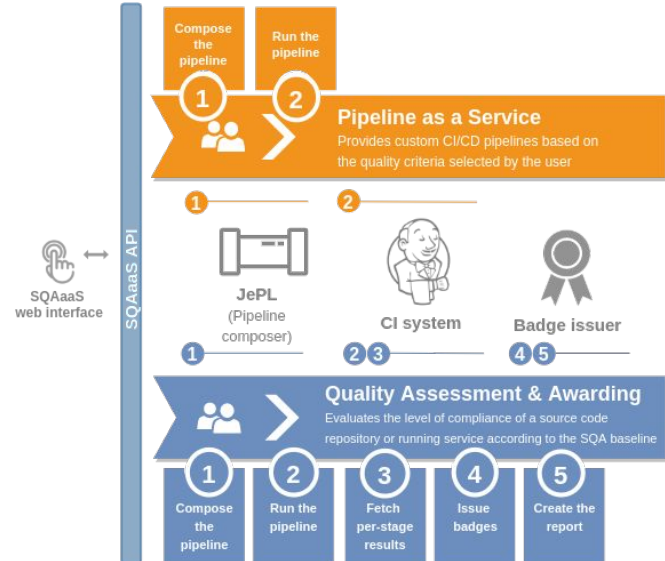 Compose
the
pipeline
Run the
pipeline
1
2
Pipeline as a Service
Provides custom CI/CD pipelines based on
the quality criteria selected by the user
1
2
SQAaaS API
SQAaaS
web interface
JePL
(Pipeline
composer)
CI system
Badge issuer
1
2 3
4 5
Quality Assessment & Awarding
Evaluates the level of compliance of a source code
repository or running service according to the SQA baseline
1
2
3
4
5
Compose
the
pipeline
Run the
pipeline
Fetch
per-stage
results
Issue
badges
Create the
report